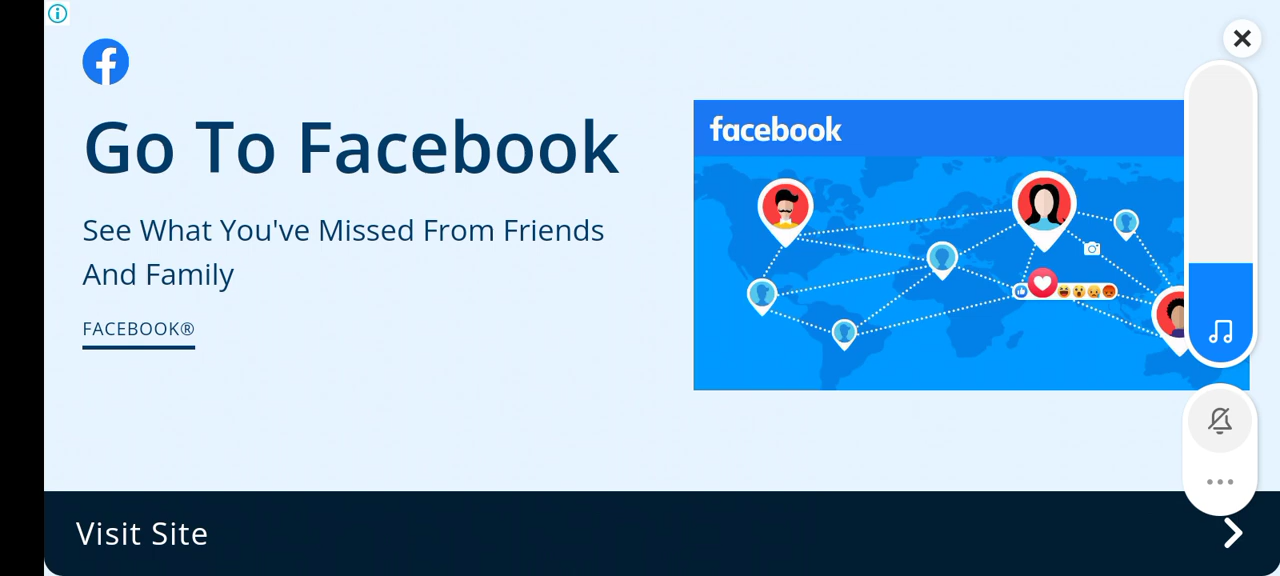 Go To Facebook
See What You've Missed From Friends
And Family
FACEBOOK®
facebook
Visit Site